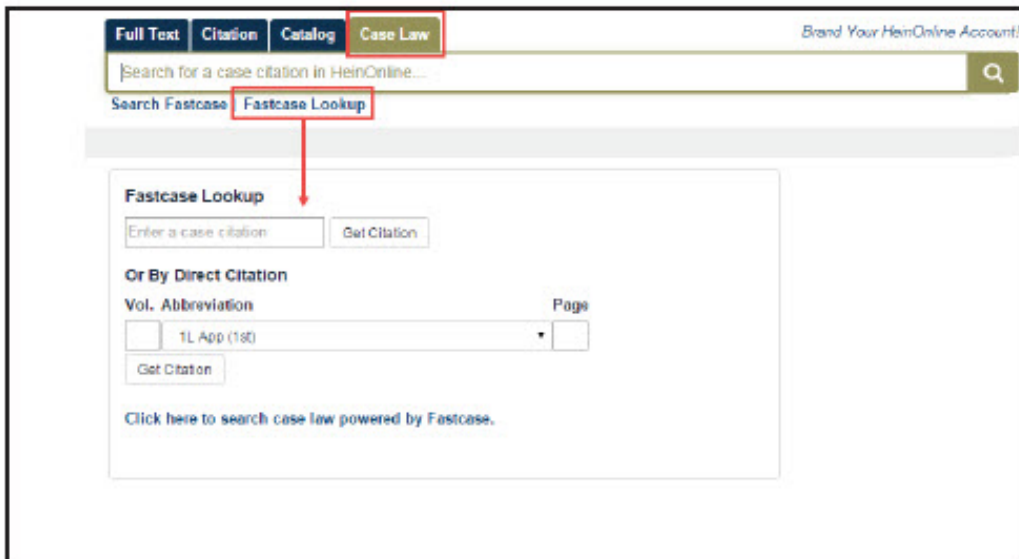 Full Text Citation Catalog Case Law
Brand Your HeinOnline Account!
Search for a case citation in HeinOnline...
Search Fastcase | Fastcase Lookup
Fastcase Lookup
Enter a case citation Get Citation
Or By Direct Citation
Vol. Abbreviation Page
1L App (1st)
Get Citation
Click here to search case law powered by Fastcase.